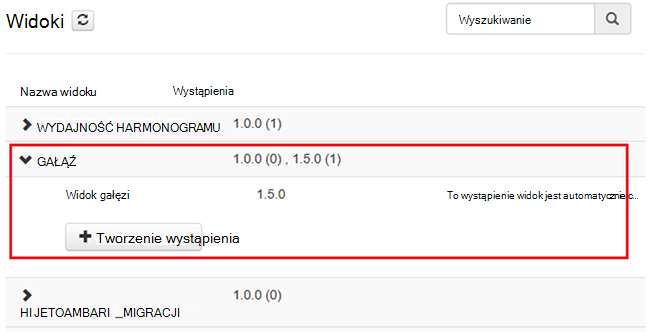 Widoki
Wyszukiwanie
Nazwa widoku Wystąpienia
WYDAJNOŚĆ HARMONOGRAMU 1.0.0 (1)
GAŁĄŹ 1.0.0 (0) , 1.5.0 (1)
Widok gałęzi 1.5.0 To wystąpienie widok jest automatycznie, c...
Tworzenie wystąpienia
1.0.0 (0)
HI JETOAMBARI _MIGRACJI